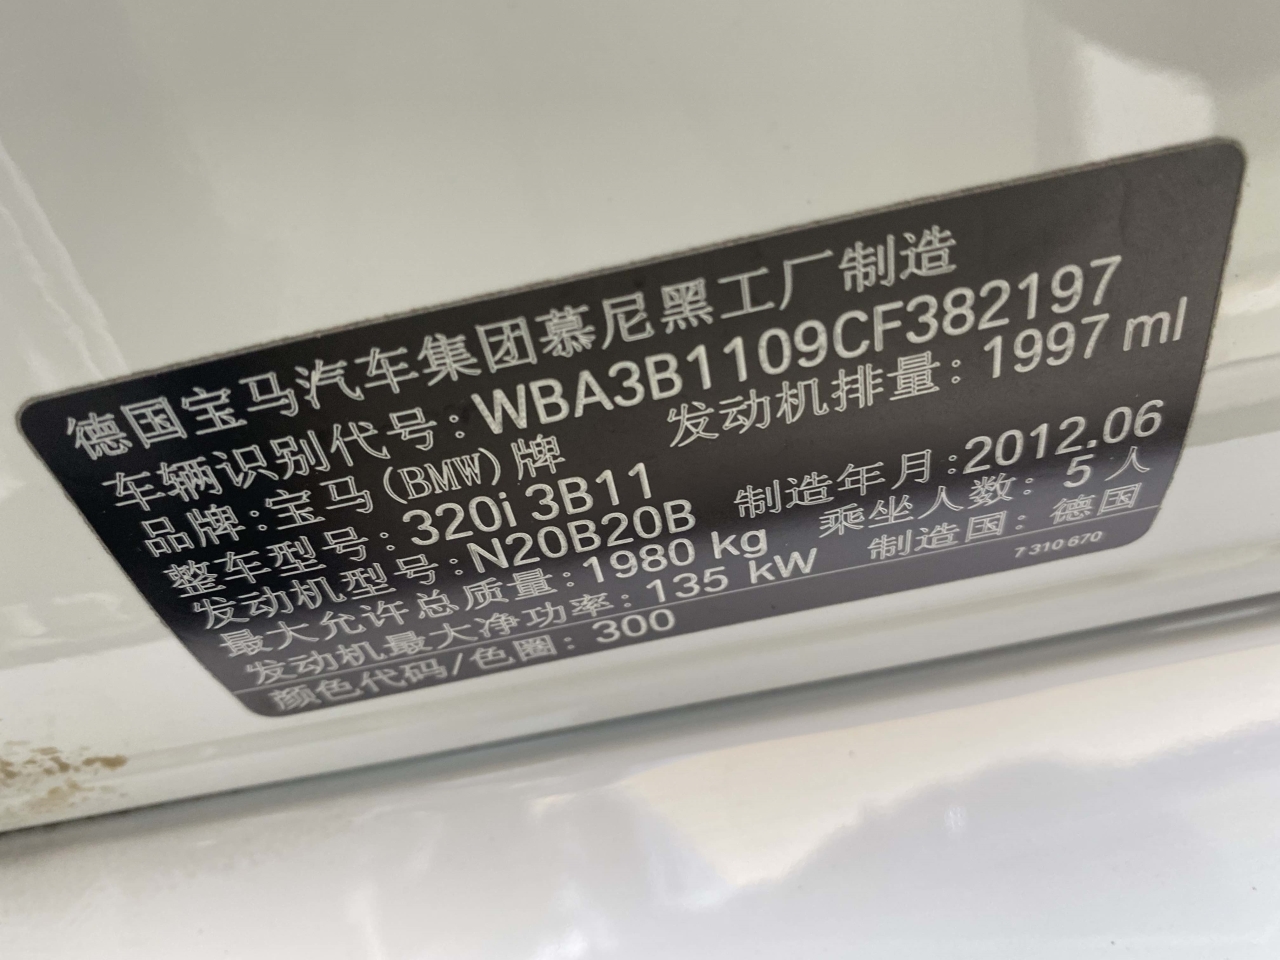 德国宝马汽车集团慕尼黑工厂制造
车辆识别代号: WBA3B1109CF382197
品牌: 宝马(BMW)牌 发动机排量: 1997 ml
整车型号: 320i 3B11
发动机型号: N20B20B 制造年月: 2012.06
最大允许总质量: 1980 kg 乘坐人数: 5 人
发动机最大净功率: 135 kW 制造国: 德国
颜色代码/色圈: 300 7 310 670